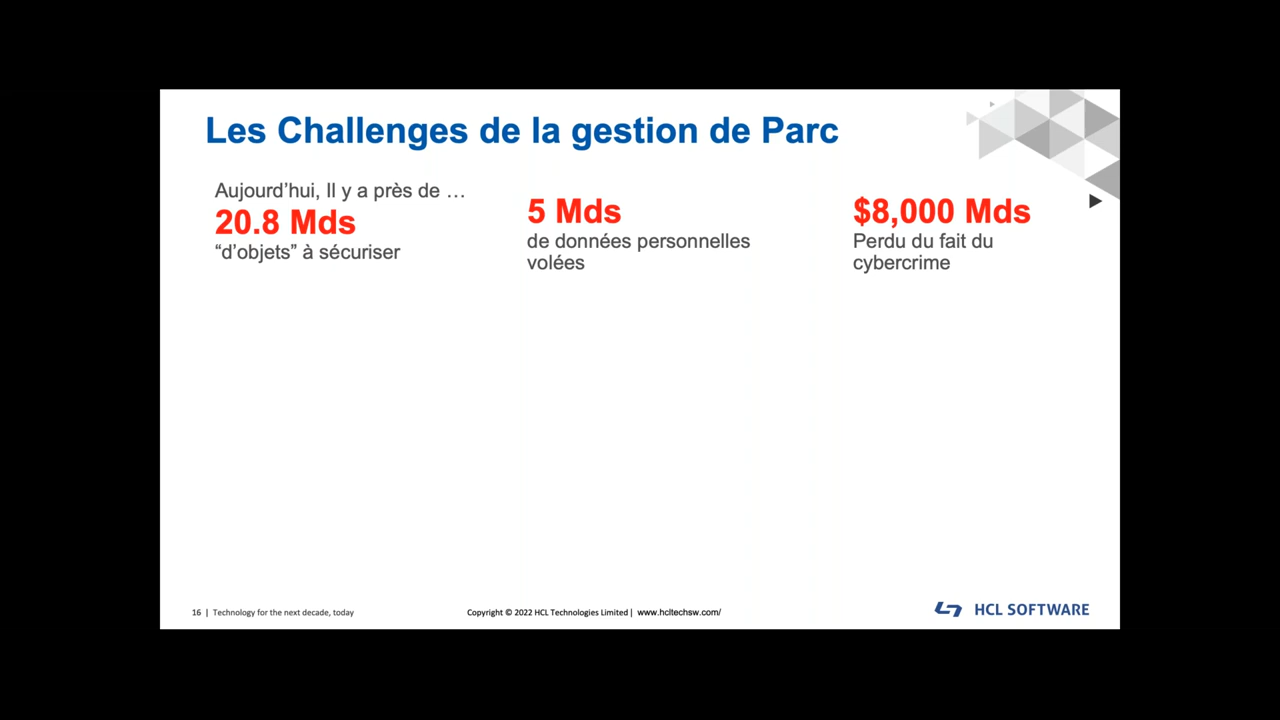 Les Challenges de la gestion de Parc
Aujourd’hui, Il y a près de …
20.8 Mds
“d’objets” à sécuriser
5 Mds
de données personnelles
volées
$8,000 Mds
Perdu du fait du
cybercrime
16 | Technology for the next decade, today
Copyright © 2022 HCL Technologies Limited | www.hcltechsw.com/
HCL SOFTWARE